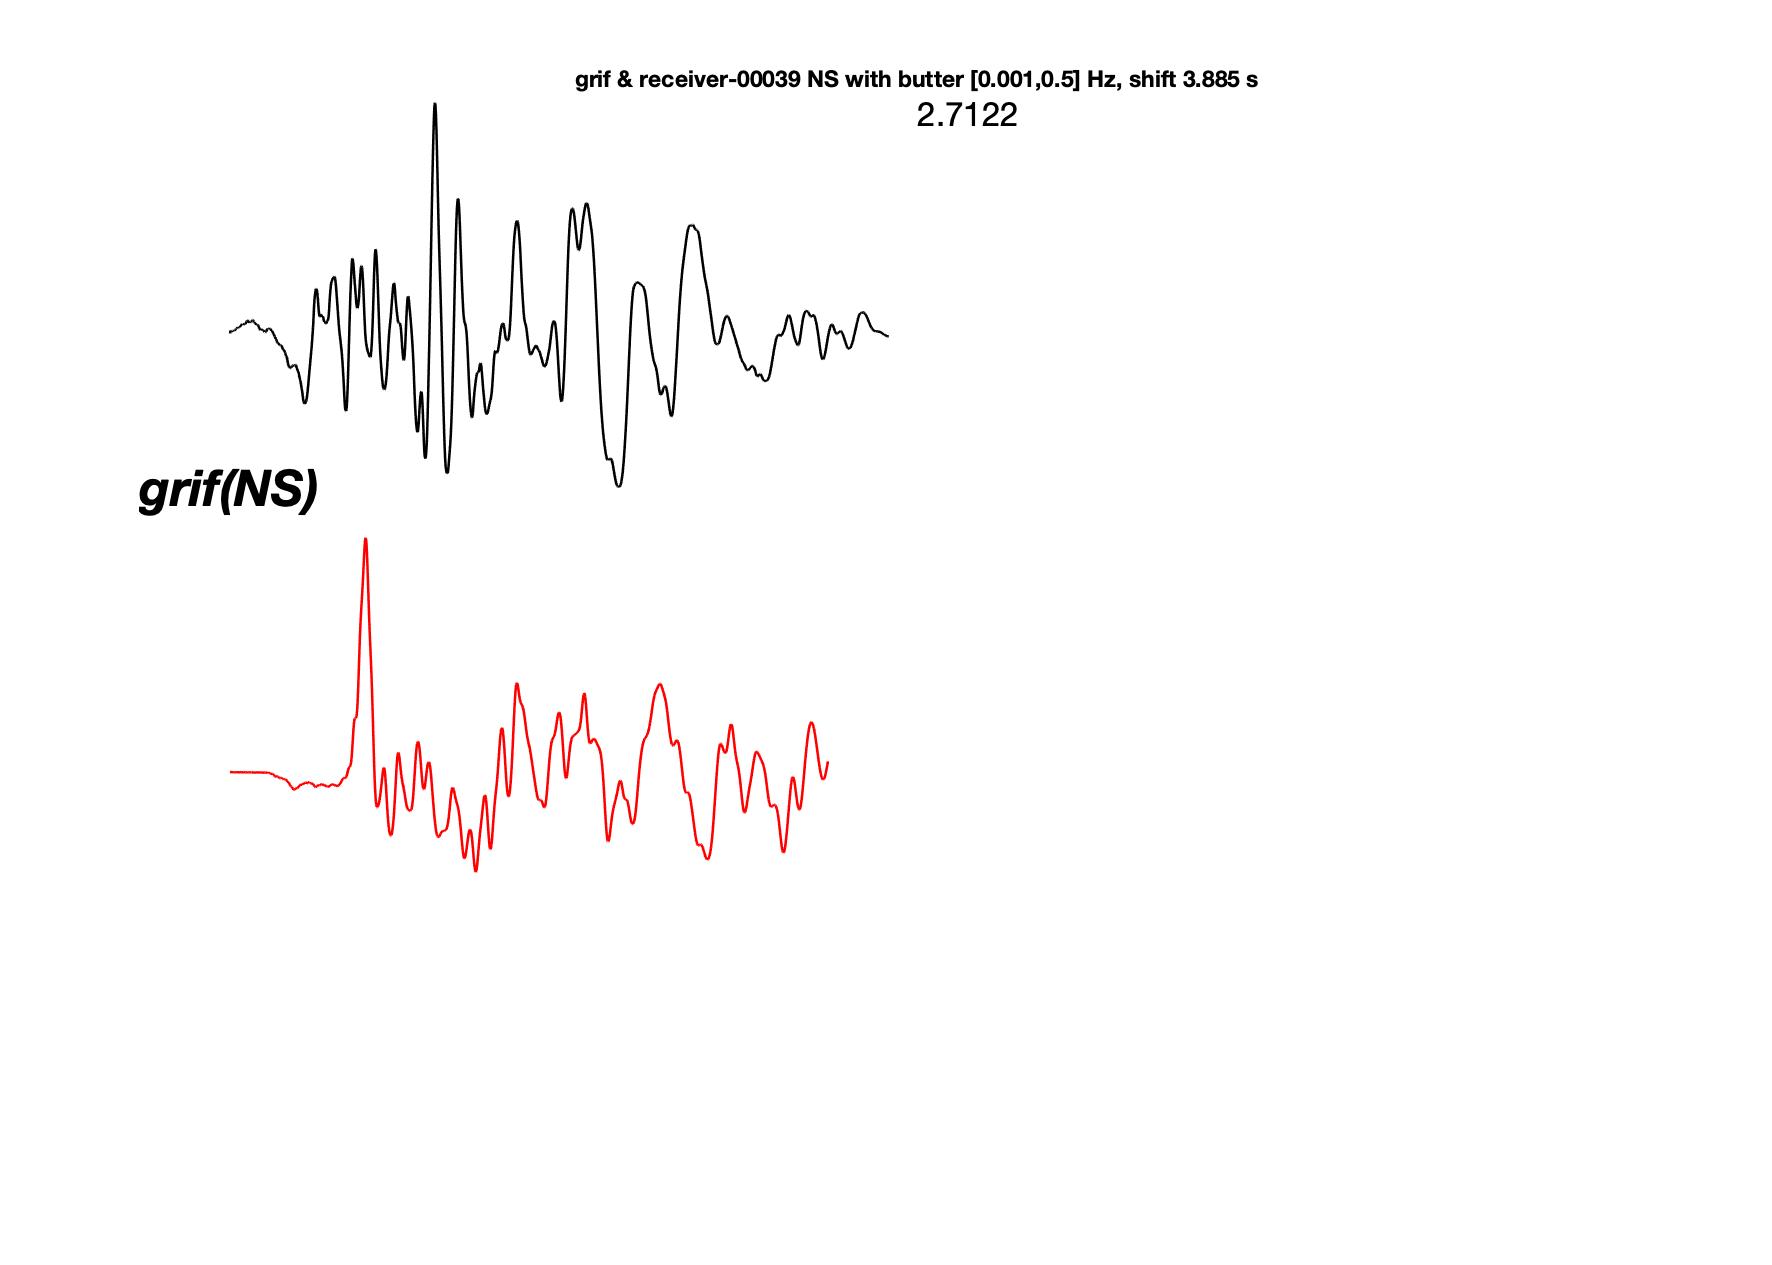 grif & receiver-00039 NS with butter [0.001,0.5] Hz, shift 3.885 s
2.7122
grif(NS)